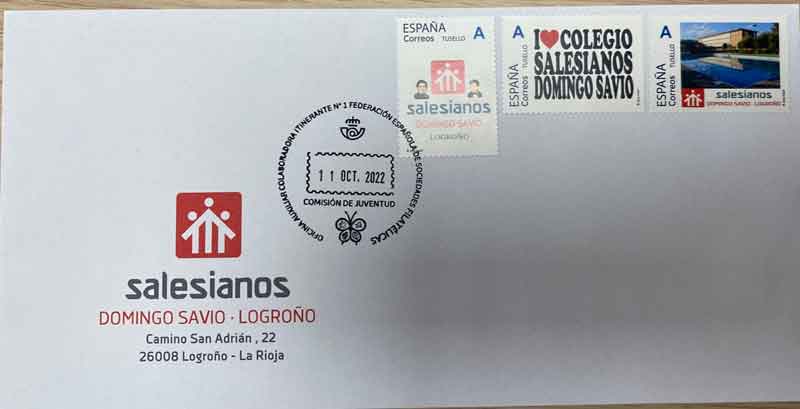 ESPAÑA A
Correos TUSELLO
salesianos
DOMINGO SAVIO
LOGROÑO
A
TUSELLO
ESPAÑA
Correos
I ♥ COLEGIO
SALESIANOS
DOMINGO SAVIO
A
TUSELLO
ESPAÑA
Correos
salesianos
DOMINGO SAVIO - LOGROÑO
OFICINA AUXILIAR COLABORADORA ITINERANTE Nº 1 FEDERACIÓN ESPAÑOLA DE SOCIEDADES FILATÉLICAS
11 OCT. 2022
COMISIÓN DE JUVENTUD
salesianos
DOMINGO SAVIO · LOGROÑO
Camino San Adrián , 22
26008 Logroño - La Rioja